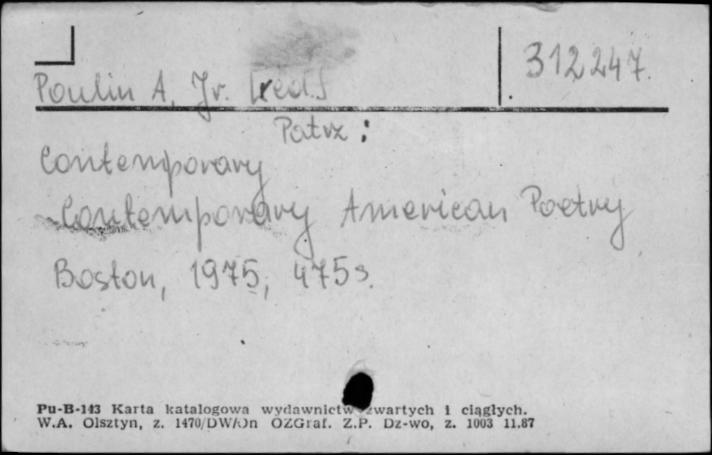 312247.
Poulin A, Jr. [red.]
Patrz:
Contemporary
Contemporary American Poetry
Boston, 1975, 475 s.
Pu-B-143 Karta katalogowa wydawnictw zwartych i ciągłych.
W.A. Olsztyn, z. 1470/DW/On OZGraf. Z.P. Dz-wo, z. 1003 11.87